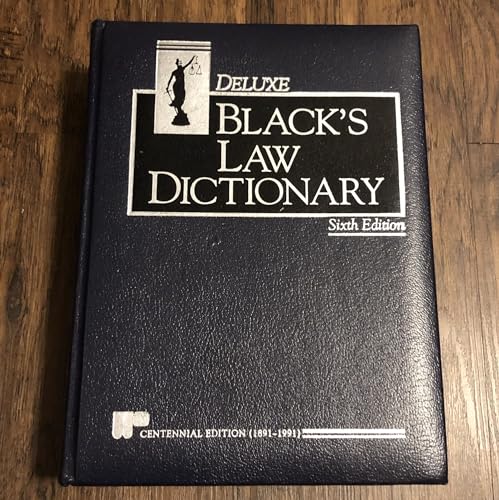 DELUXE
BLACK'S
LAW
DICTIONARY
Sixth Edition
CENTENNIAL EDITION (1891-1991)